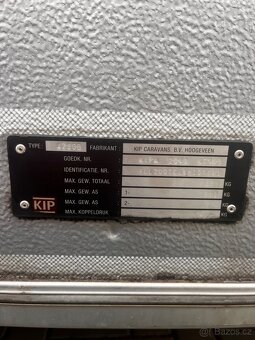 TYPE: FABRIKANT KIP CARAVANS. B.V. HOOGEVEEN
GOEDK. NR.
IDENTIFICATIE. NR.
MAX. GEW. TOTAAL KG
MAX. GEW. AS 1- KG
MAX. GEW. AS 2- KG
MAX. KOPPELDRUK KG
KIP
Bazoš.cz